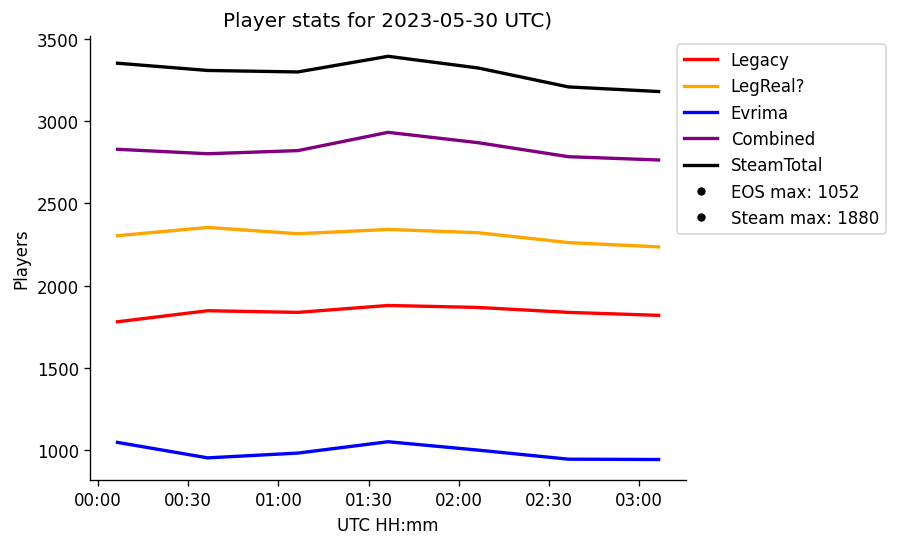 Player stats for 2023-05-30 UTC)
3500
3000
2500
2000
1500
1000
Players
00:00
00:30
01:00
01:30
02:00
02:30
03:00
UTC HH:mm
Legacy
LegReal?
Evrima
Combined
SteamTotal
EOS max: 1052
Steam max: 1880